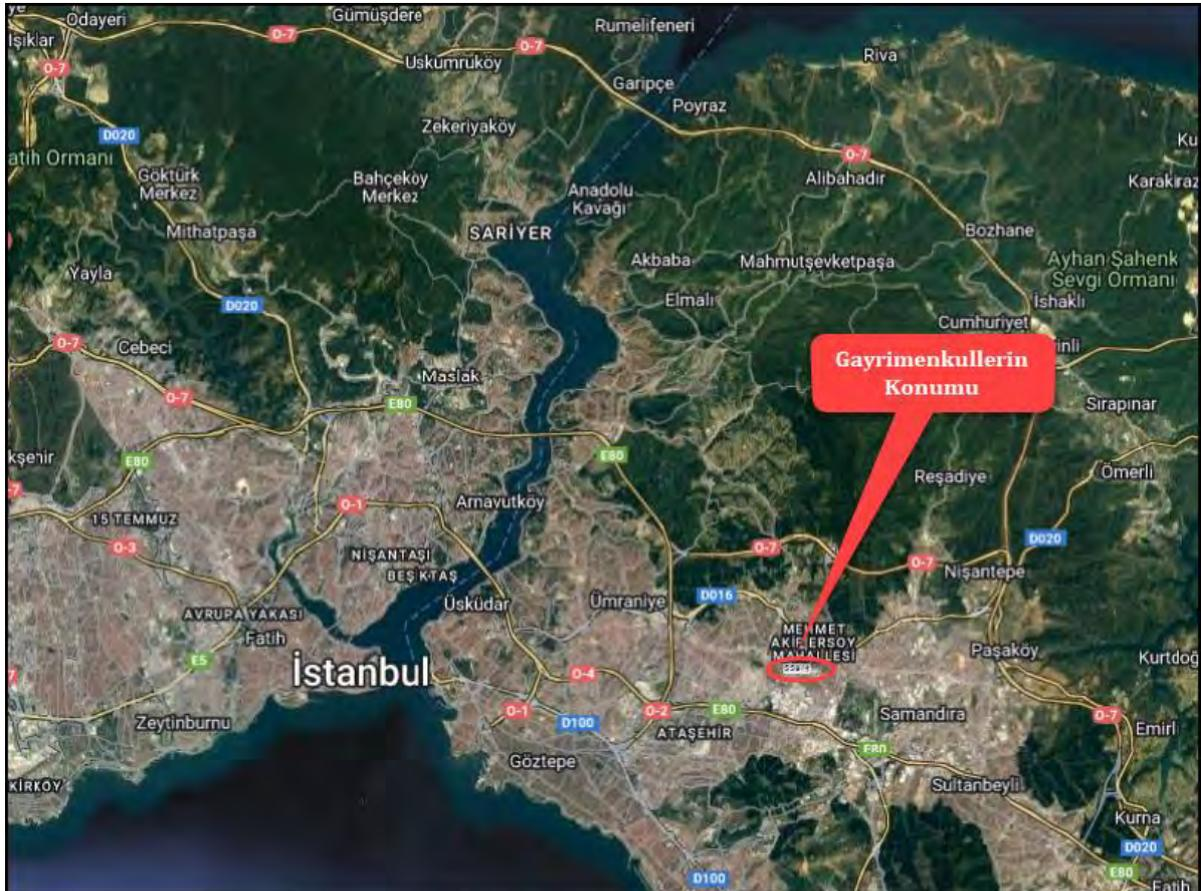 Gümüşdere
Rumelifeneri
Odayeri
Işıklar
O-7
O-7
Riva
Uskumruköy
O-7
Garipçe
Poyraz
D020
Zekeriyaköy
atih Ormanı
O-7
Göktürk
Merkez
Bahçeköy
Merkez
Anadolu
Kavağı
Alibahadır
Karakiraz
Mithatpaşa
SARIYER
Bozhane
Yayla
Akbaba
Mahmutşevketpaşa
Ayhan Şahenk
Sevgi Ormanı
D020
Elmalı
İshaklı
Cumhuriyet
O-7
Cebeci
Gayrimenkullerin
Konumu
Maslak
O-7
E80
Sırapınar
E80
E80
Reşadiye
Ömerli
O-1
Arnavutköy
15 TEMMUZ
O-3
NİŞANTAŞI
BEŞİKTAŞ
O-7
O-7
D020
Nişantepe
AVRUPA YAKASI
Fatih
Üsküdar
Ümraniye
D016
MEHMET
AKİF ERSOY
MAHALLESİ
Paşaköy
E5
İstanbul
O-4
Kurtdoğ
Zeytinburnu
O-1
D100
O-2
E80
ATAŞEHİR
Samandıra
O-7
Emirli
Göztepe
E80
KIRKÖY
Sultanbeyli
Kurna
D020
D100
E80
Fatih